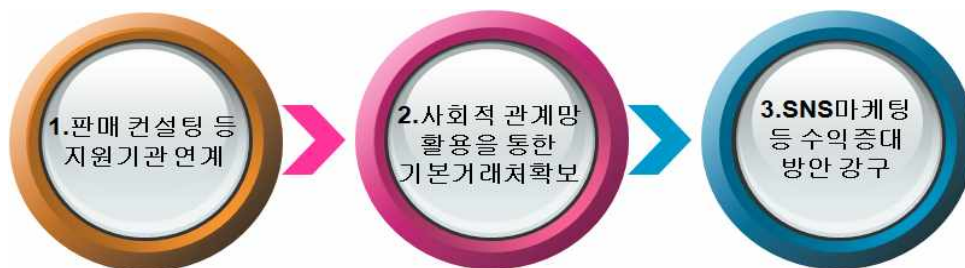 1.판매 컨설팅 등
지원기관 연계
2.사회적 관계망
활용을 통한
기본거래처확보
3.SNS마케팅
등 수익증대
방안 강구